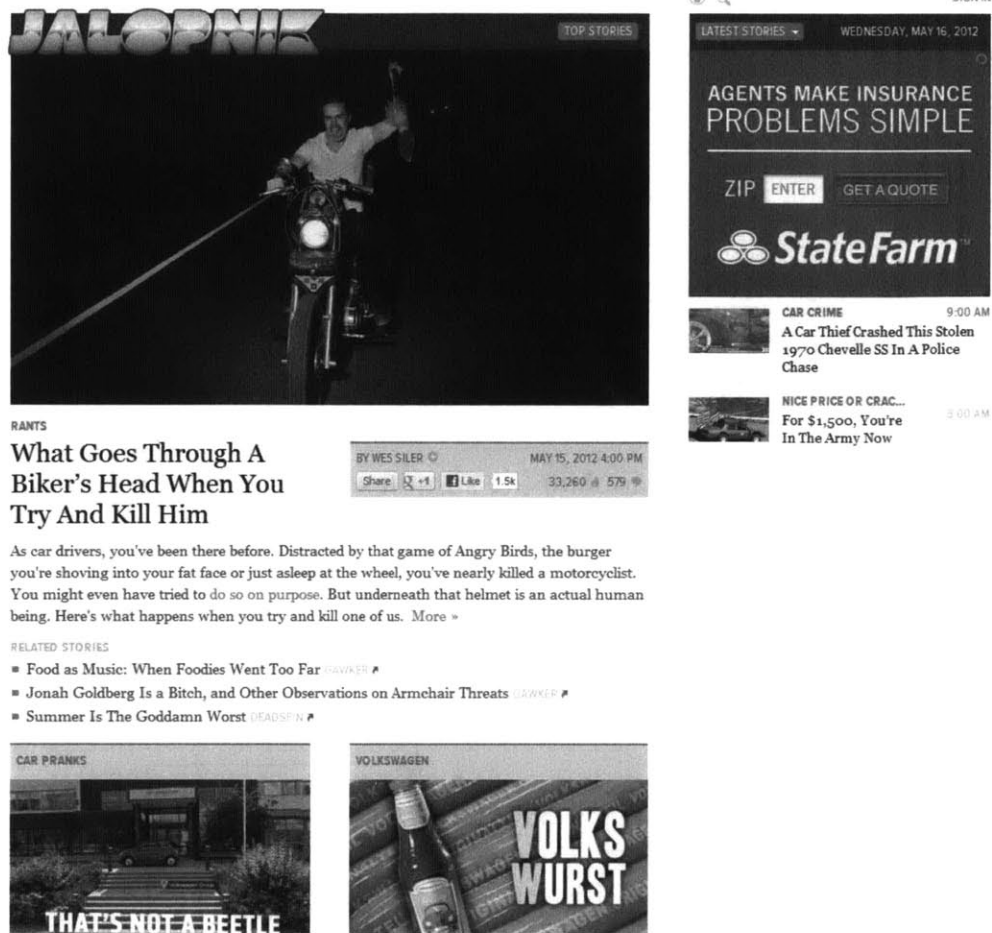 JALOPNIK
TOP STORIES
RANTS
What Goes Through A
Biker's Head When You
Try And Kill Him
BY WES SILER
MAY 15, 2012 4:00 PM
Share +1 Like 1.5k 33,260 579
As car drivers, you've been there before. Distracted by that game of Angry Birds, the burger
you're shoving into your fat face or just asleep at the wheel, you've nearly killed a motorcyclist.
You might even have tried to do so on purpose. But underneath that helmet is an actual human
being. Here's what happens when you try and kill one of us. More »
RELATED STORIES
Food as Music: When Foodies Went Too Far GAWKER
Jonah Goldberg Is a Bitch, and Other Observations on Armchair Threats GAWKER
Summer Is The Goddamn Worst DEADSPIN
CAR PRANKS
THAT'S NOT A BEETLE
VOLKSWAGEN
VOLKS
WURST
LATEST STORIES
WEDNESDAY, MAY 16, 2012
AGENTS MAKE INSURANCE
PROBLEMS SIMPLE
ZIP ENTER GET A QUOTE
State Farm™
CAR CRIME 9:00 AM
A Car Thief Crashed This Stolen
1970 Chevelle SS In A Police
Chase
NICE PRICE OR CRAC...
8:00 AM
For $1,500, You're
In The Army Now